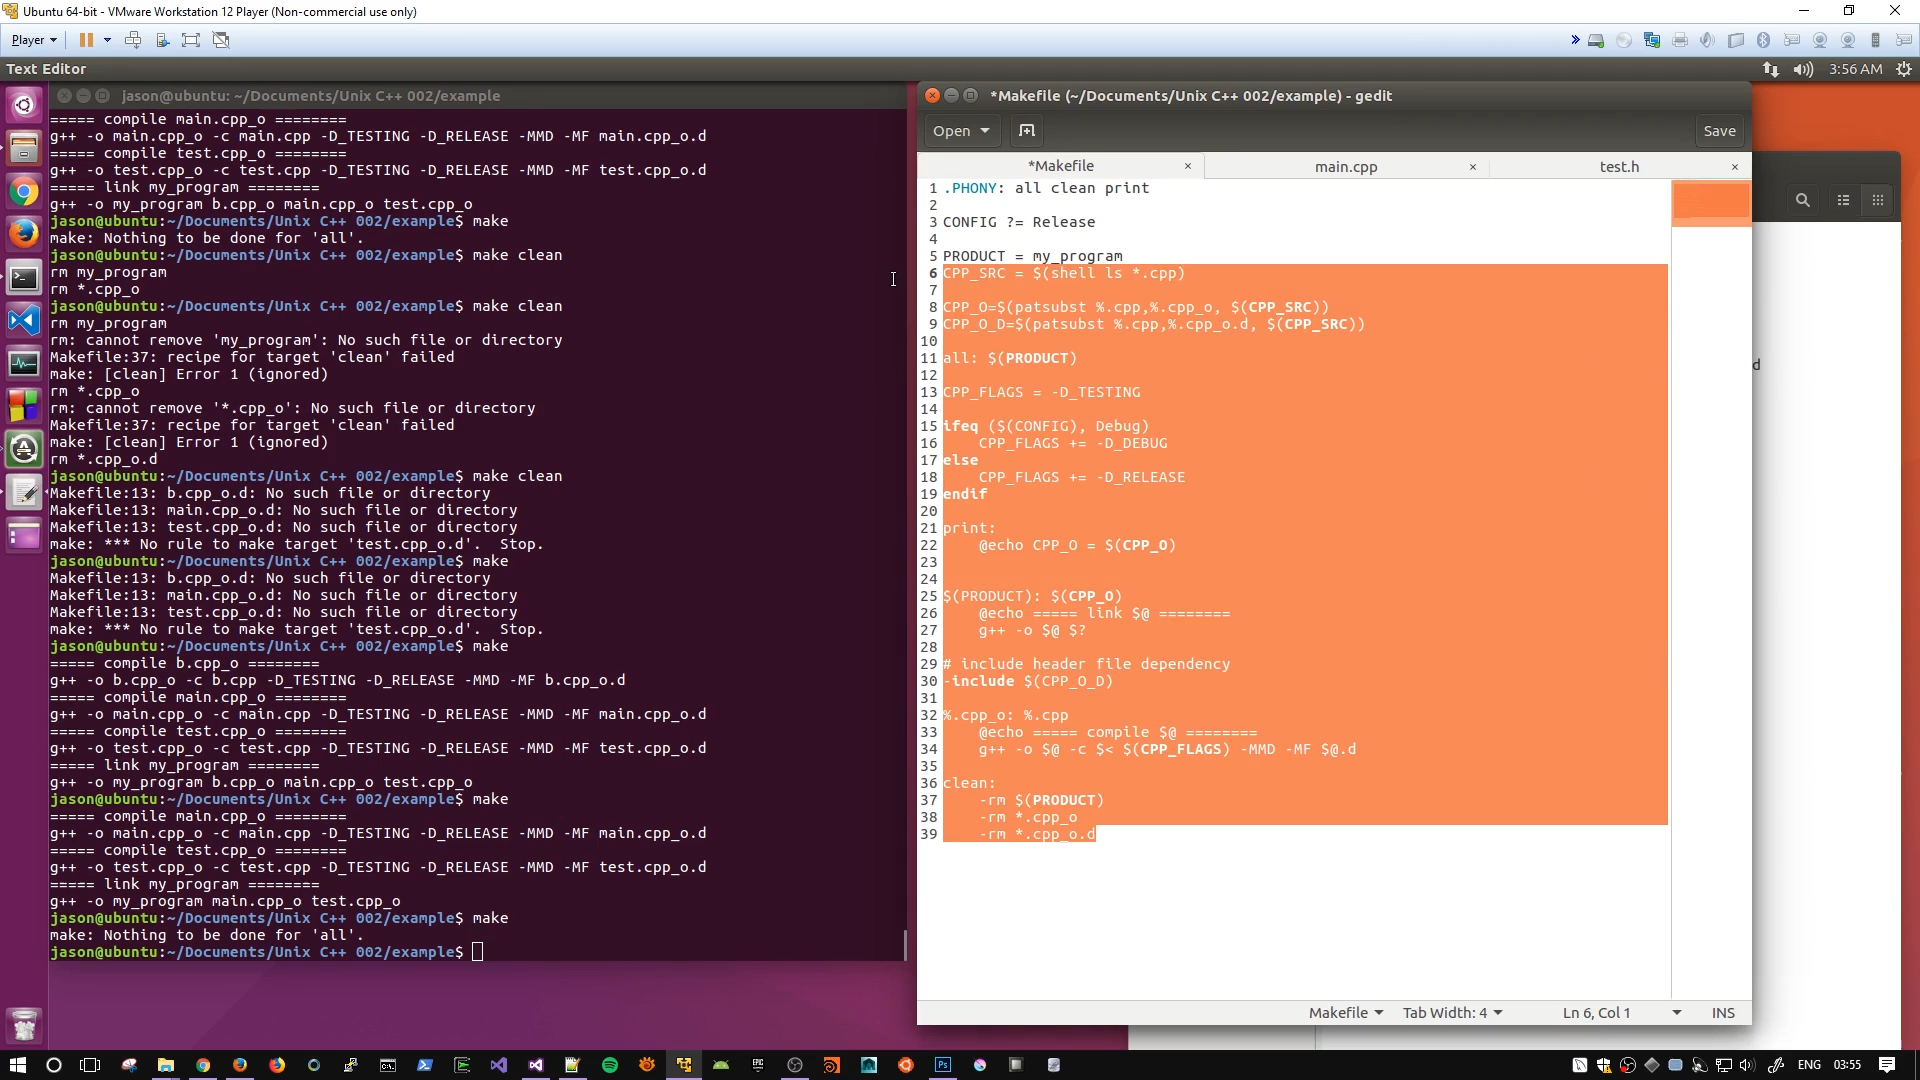 Ubuntu 64-bit - VMware Workstation 12 Player (Non-commercial use only)
Player
Text Editor
3:56 AM
jason@ubuntu: ~/Documents/Unix C++ 002/example
===== compile main.cpp_o ========
g++ -o main.cpp_o -c main.cpp -D_TESTING -D_RELEASE -MMD -MF main.cpp_o.d
===== compile test.cpp_o ========
g++ -o test.cpp_o -c test.cpp -D_TESTING -D_RELEASE -MMD -MF test.cpp_o.d
===== link my_program ========
g++ -o my_program b.cpp_o main.cpp_o test.cpp_o
jason@ubuntu:~/Documents/Unix C++ 002/example$ make
make: Nothing to be done for 'all'.
jason@ubuntu:~/Documents/Unix C++ 002/example$ make clean
rm my_program
rm *.cpp_o
jason@ubuntu:~/Documents/Unix C++ 002/example$ make clean
rm my_program
rm: cannot remove 'my_program': No such file or directory
Makefile:37: recipe for target 'clean' failed
make: [clean] Error 1 (ignored)
rm *.cpp_o
rm: cannot remove '*.cpp_o': No such file or directory
Makefile:37: recipe for target 'clean' failed
make: [clean] Error 1 (ignored)
rm *.cpp_o.d
jason@ubuntu:~/Documents/Unix C++ 002/example$ make clean
Makefile:13: b.cpp_o.d: No such file or directory
Makefile:13: main.cpp_o.d: No such file or directory
Makefile:13: test.cpp_o.d: No such file or directory
make: *** No rule to make target 'test.cpp_o.d'.  Stop.
jason@ubuntu:~/Documents/Unix C++ 002/example$ make
Makefile:13: b.cpp_o.d: No such file or directory
Makefile:13: main.cpp_o.d: No such file or directory
Makefile:13: test.cpp_o.d: No such file or directory
make: *** No rule to make target 'test.cpp_o.d'.  Stop.
jason@ubuntu:~/Documents/Unix C++ 002/example$ make
===== compile b.cpp_o ========
g++ -o b.cpp_o -c b.cpp -D_TESTING -D_RELEASE -MMD -MF b.cpp_o.d
===== compile main.cpp_o ========
g++ -o main.cpp_o -c main.cpp -D_TESTING -D_RELEASE -MMD -MF main.cpp_o.d
===== compile test.cpp_o ========
g++ -o test.cpp_o -c test.cpp -D_TESTING -D_RELEASE -MMD -MF test.cpp_o.d
===== link my_program ========
g++ -o my_program b.cpp_o main.cpp_o test.cpp_o
jason@ubuntu:~/Documents/Unix C++ 002/example$ make
===== compile main.cpp_o ========
g++ -o main.cpp_o -c main.cpp -D_TESTING -D_RELEASE -MMD -MF main.cpp_o.d
===== compile test.cpp_o ========
g++ -o test.cpp_o -c test.cpp -D_TESTING -D_RELEASE -MMD -MF test.cpp_o.d
===== link my_program ========
g++ -o my_program main.cpp_o test.cpp_o
jason@ubuntu:~/Documents/Unix C++ 002/example$ make
make: Nothing to be done for 'all'.
jason@ubuntu:~/Documents/Unix C++ 002/example$
*Makefile (~/Documents/Unix C++ 002/example) - gedit
Open
Save
*Makefile
main.cpp
test.h
1 .PHONY: all clean print
2
3 CONFIG ?= Release
4
5 PRODUCT = my_program
6 CPP_SRC = $(shell ls *.cpp)
7
8 CPP_O=$(patsubst %.cpp,%.cpp_o, $(CPP_SRC))
9 CPP_O_D=$(patsubst %.cpp,%.cpp_o.d, $(CPP_SRC))
10
11 all: $(PRODUCT)
12
13 CPP_FLAGS = -D_TESTING
14
15 ifeq ($(CONFIG), Debug)
16     CPP_FLAGS += -D_DEBUG
17 else
18     CPP_FLAGS += -D_RELEASE
19 endif
20
21 print:
22     @echo CPP_O = $(CPP_O)
23
24
25 $(PRODUCT): $(CPP_O)
26     @echo ===== link $@ ========
27     g++ -o $@ $?
28
29 # include header file dependency
30 -include $(CPP_O_D)
31
32 %.cpp_o: %.cpp
33     @echo ===== compile $@ ========
34     g++ -o $@ -c $< $(CPP_FLAGS) -MMD -MF $@.d
35
36 clean:
37     -rm $(PRODUCT)
38     -rm *.cpp_o
39     -rm *.cpp_o.d
Makefile
Tab Width: 4
Ln 6, Col 1
INS
d
EPIC
Ps
ENG
03:55